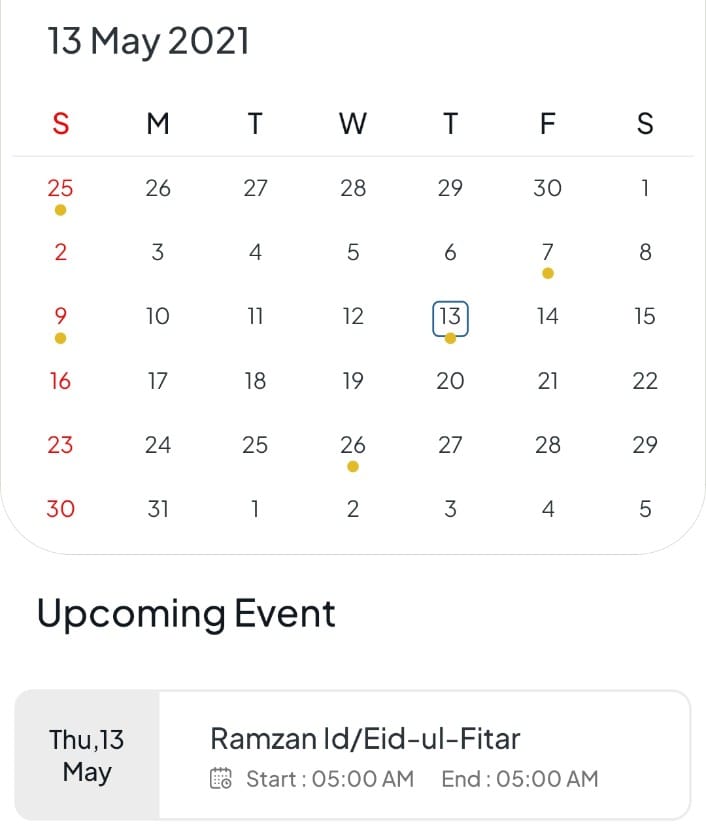 13 May 2021
S M T W T F S
25 26 27 28 29 30 1
2 3 4 5 6 7 8
9 10 11 12 13 14 15
16 17 18 19 20 21 22
23 24 25 26 27 28 29
30 31 1 2 3 4 5
Upcoming Event
Thu,13
May
Ramzan Id/Eid-ul-Fitar
Start : 05:00 AM End : 05:00 AM